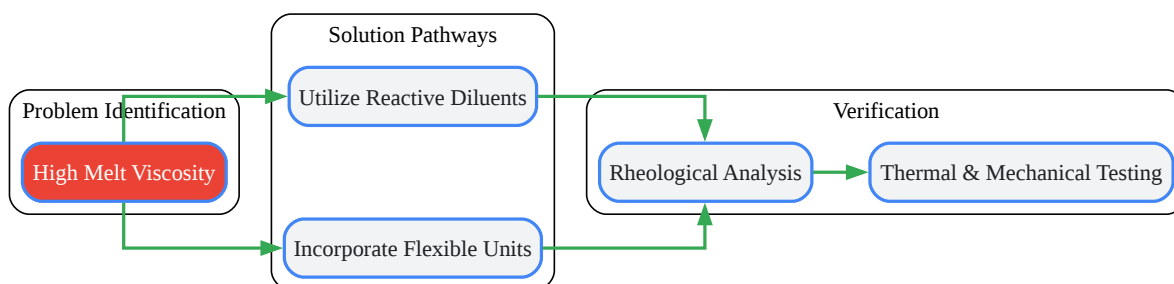 Solution Pathways
Utilize Reactive Diluents
Problem Identification
High Melt Viscosity
Verification
Rheological Analysis
Thermal & Mechanical Testing
Incorporate Flexible Units